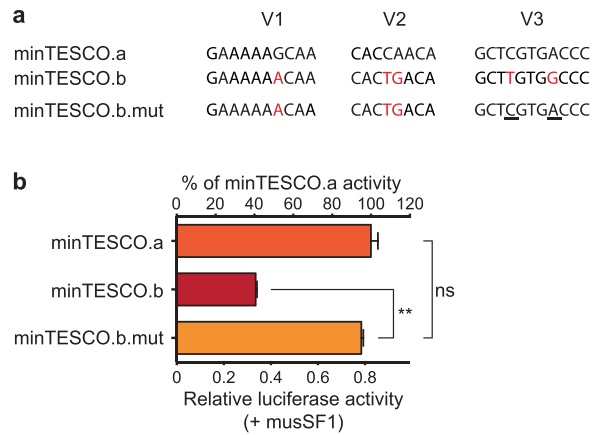 a
V1 V2 V3
minTESCO.a GAAAAAGCAA CACCAACA GCTCGTGACCC
minTESCO.b GAAAAAACAA CACTGACA GCTTGTGGCCC
minTESCO.b.mut GAAAAAACAA CACTGACA GCTCGTGACCC
b
% of minTESCO.a activity
0 20 40 60 80 100 120
minTESCO.a
minTESCO.b
minTESCO.b.mut
ns
**
0 0.2 0.4 0.6 0.8
Relative luciferase activity
(+ musSF1)